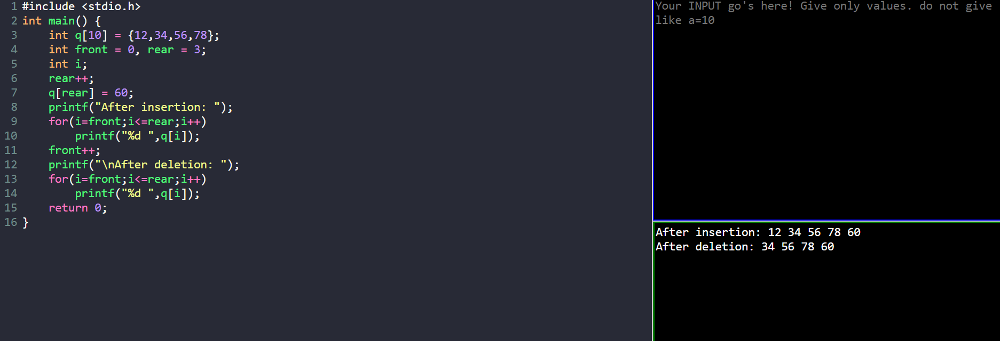 1 #include <stdio.h>
2 int main() {
3     int q[10] = {12,34,56,78};
4     int front = 0, rear = 3;
5     int i;
6     rear++;
7     q[rear] = 60;
8     printf("After insertion: ");
9     for(i=front;i<=rear;i++)
10         printf("%d ",q[i]);
11     front++;
12     printf("\nAfter deletion: ");
13     for(i=front;i<=rear;i++)
14         printf("%d ",q[i]);
15     return 0;
16 }
Your INPUT go's here! Give only values. do not give
like a=10
After insertion: 12 34 56 78 60
After deletion: 34 56 78 60